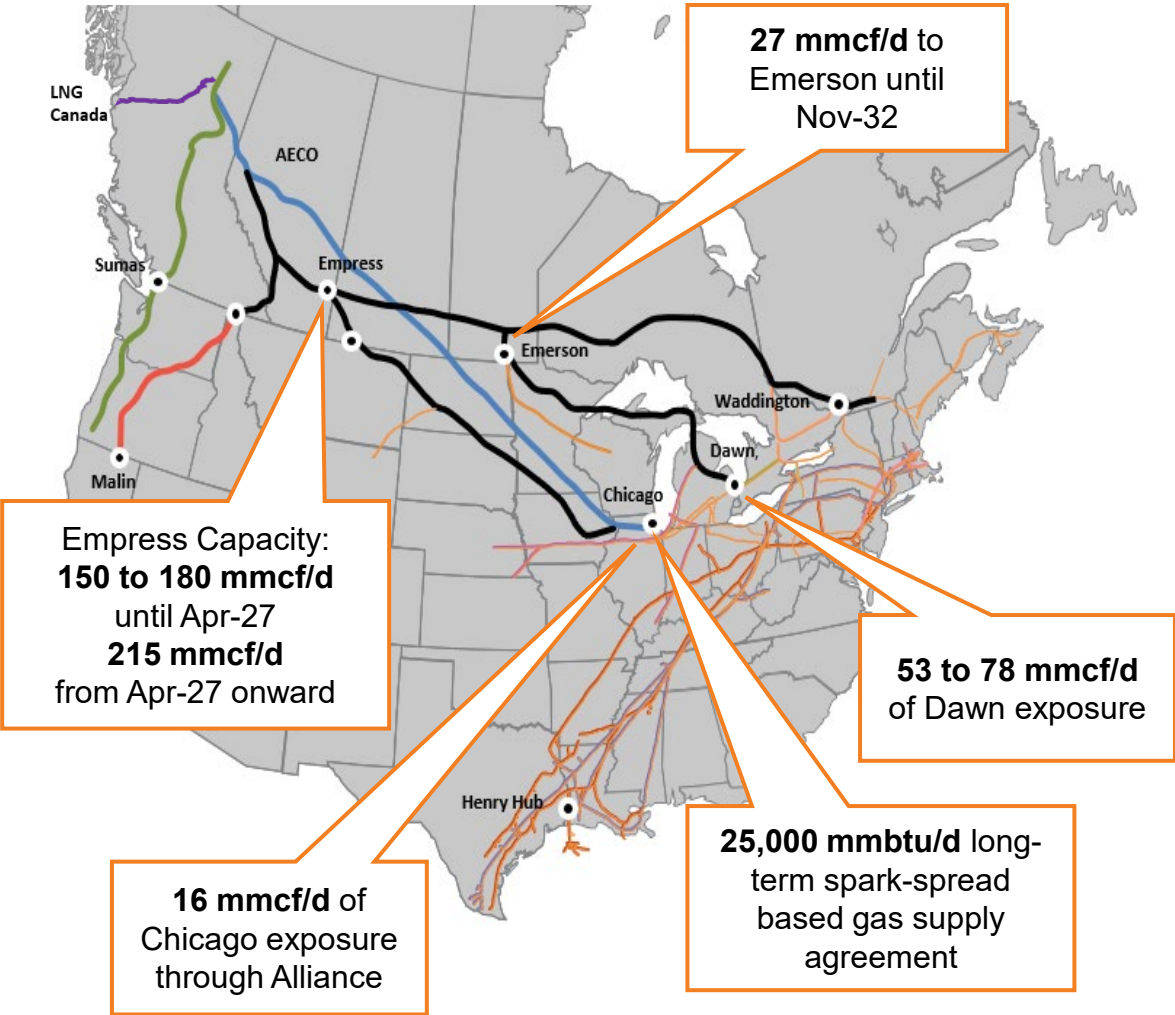 27 mmcf/d to
Emerson until
Nov-32
LNG
Canada
AECO
Sumas
Empress
Emerson
Waddington
Dawn,
Malin
Chicago
Empress Capacity:
150 to 180 mmcf/d
until Apr-27
215 mmcf/d
from Apr-27 onward
53 to 78 mmcf/d
of Dawn exposure
Henry Hub
25,000 mmbtu/d long-
term spark-spread
based gas supply
agreement
16 mmcf/d of
Chicago exposure
through Alliance